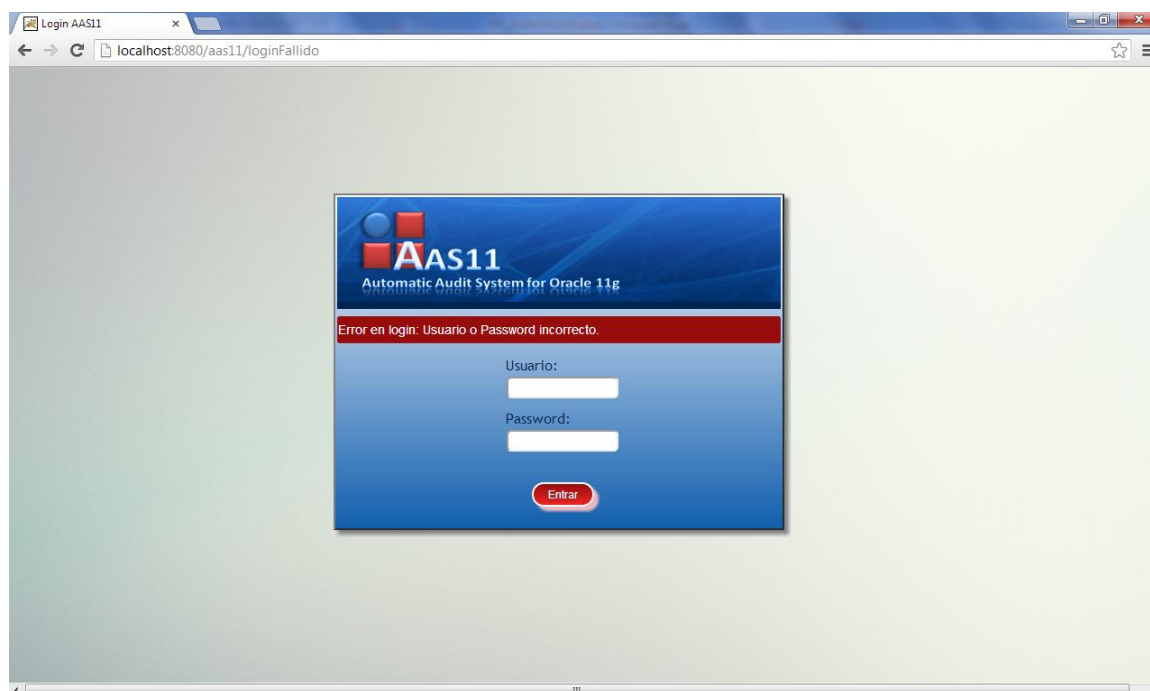 Login AAS11
localhost:8080/aas11/loginFallido
AAS11
Automatic Audit System for Oracle 11g
Error en login: Usuario o Password incorrecto.
Usuario:
Password:
Entrar